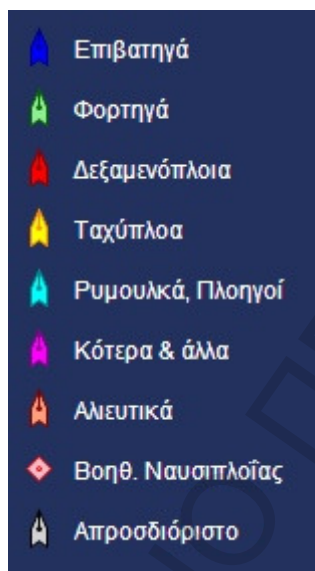 Επιβατηγά
Φορτηγά
Δεξαμενόπλοια
Ταχύπλοα
Ρυμουλκά, Πλοηγοί
Κότερα & άλλα
Αλιευτικά
Βοηθ. Ναυσιπλοΐας
Απροσδιόριστο